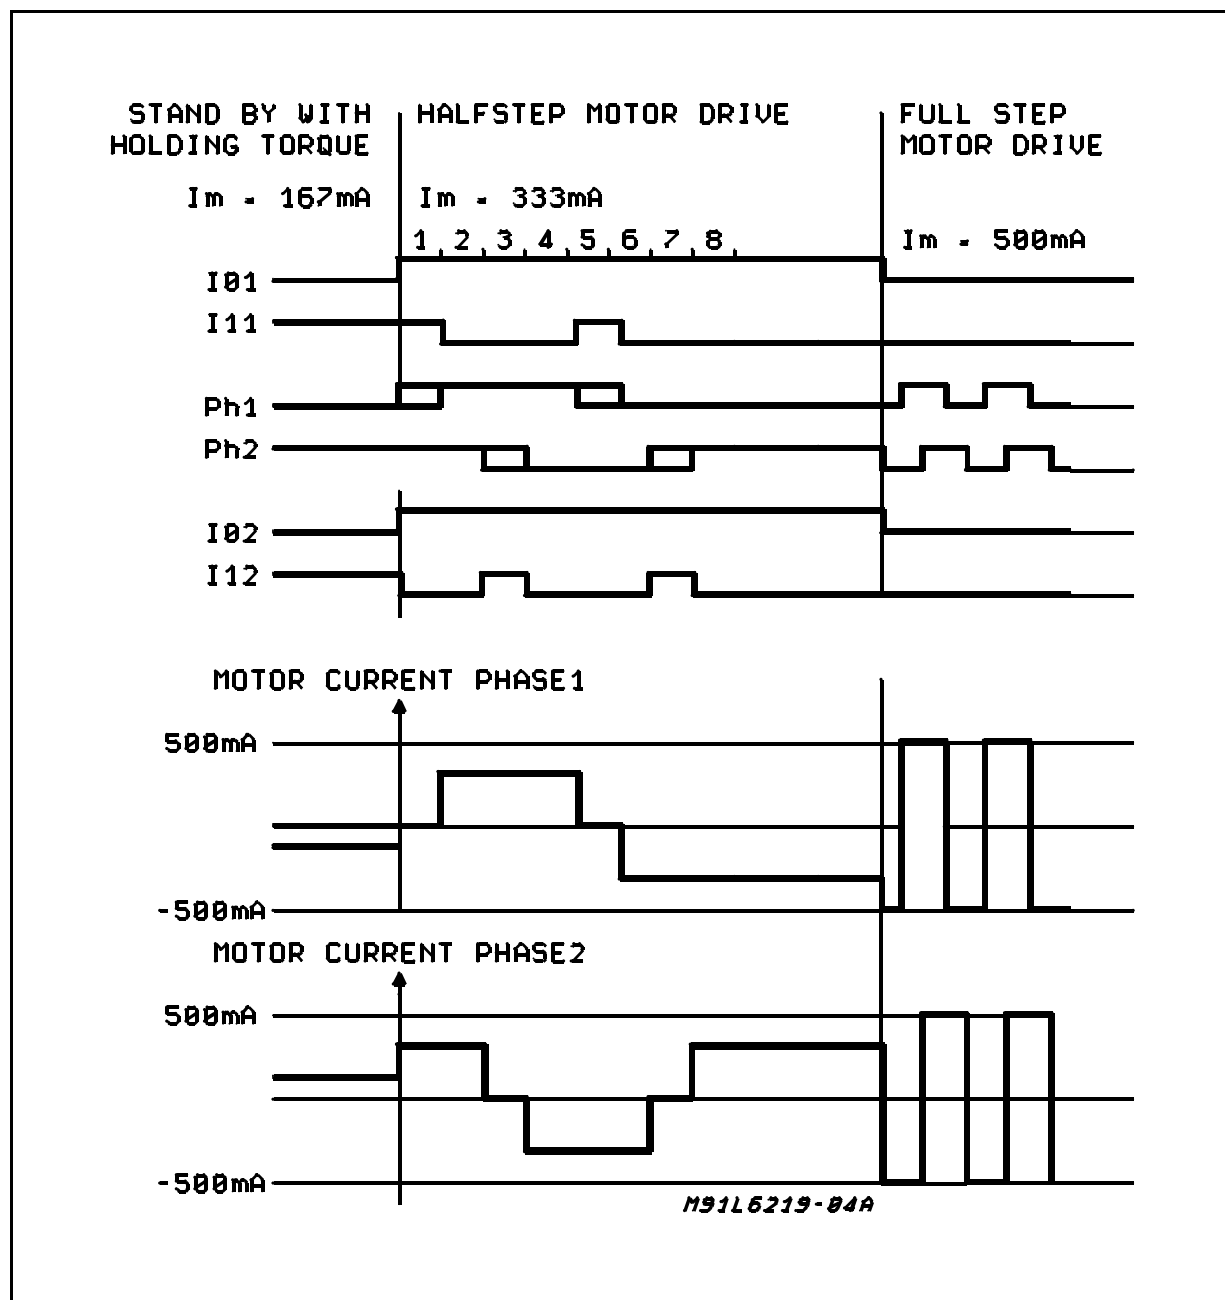 STAND BY WITH
HOLDING TORQUE
Im = 167mA
HALFSTEP MOTOR DRIVE
Im = 333mA
1 2 3 4 5 6 7 8
FULL STEP
MOTOR DRIVE
Im = 500mA
I01
I11
Ph1
Ph2
I02
I12
MOTOR CURRENT PHASE1
500mA
-500mA
MOTOR CURRENT PHASE2
500mA
-500mA
M91L6219-04A